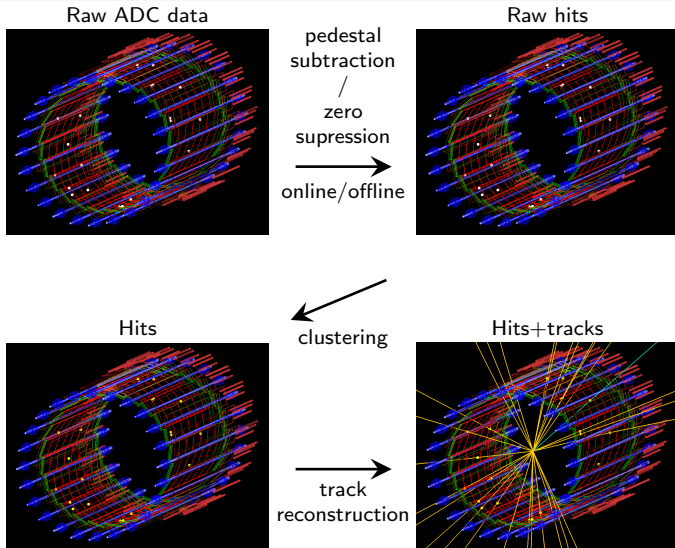 Raw ADC data
pedestal
subtraction
/
zero
supression
online/offline
Raw hits
clustering
Hits
track
reconstruction
Hits+tracks